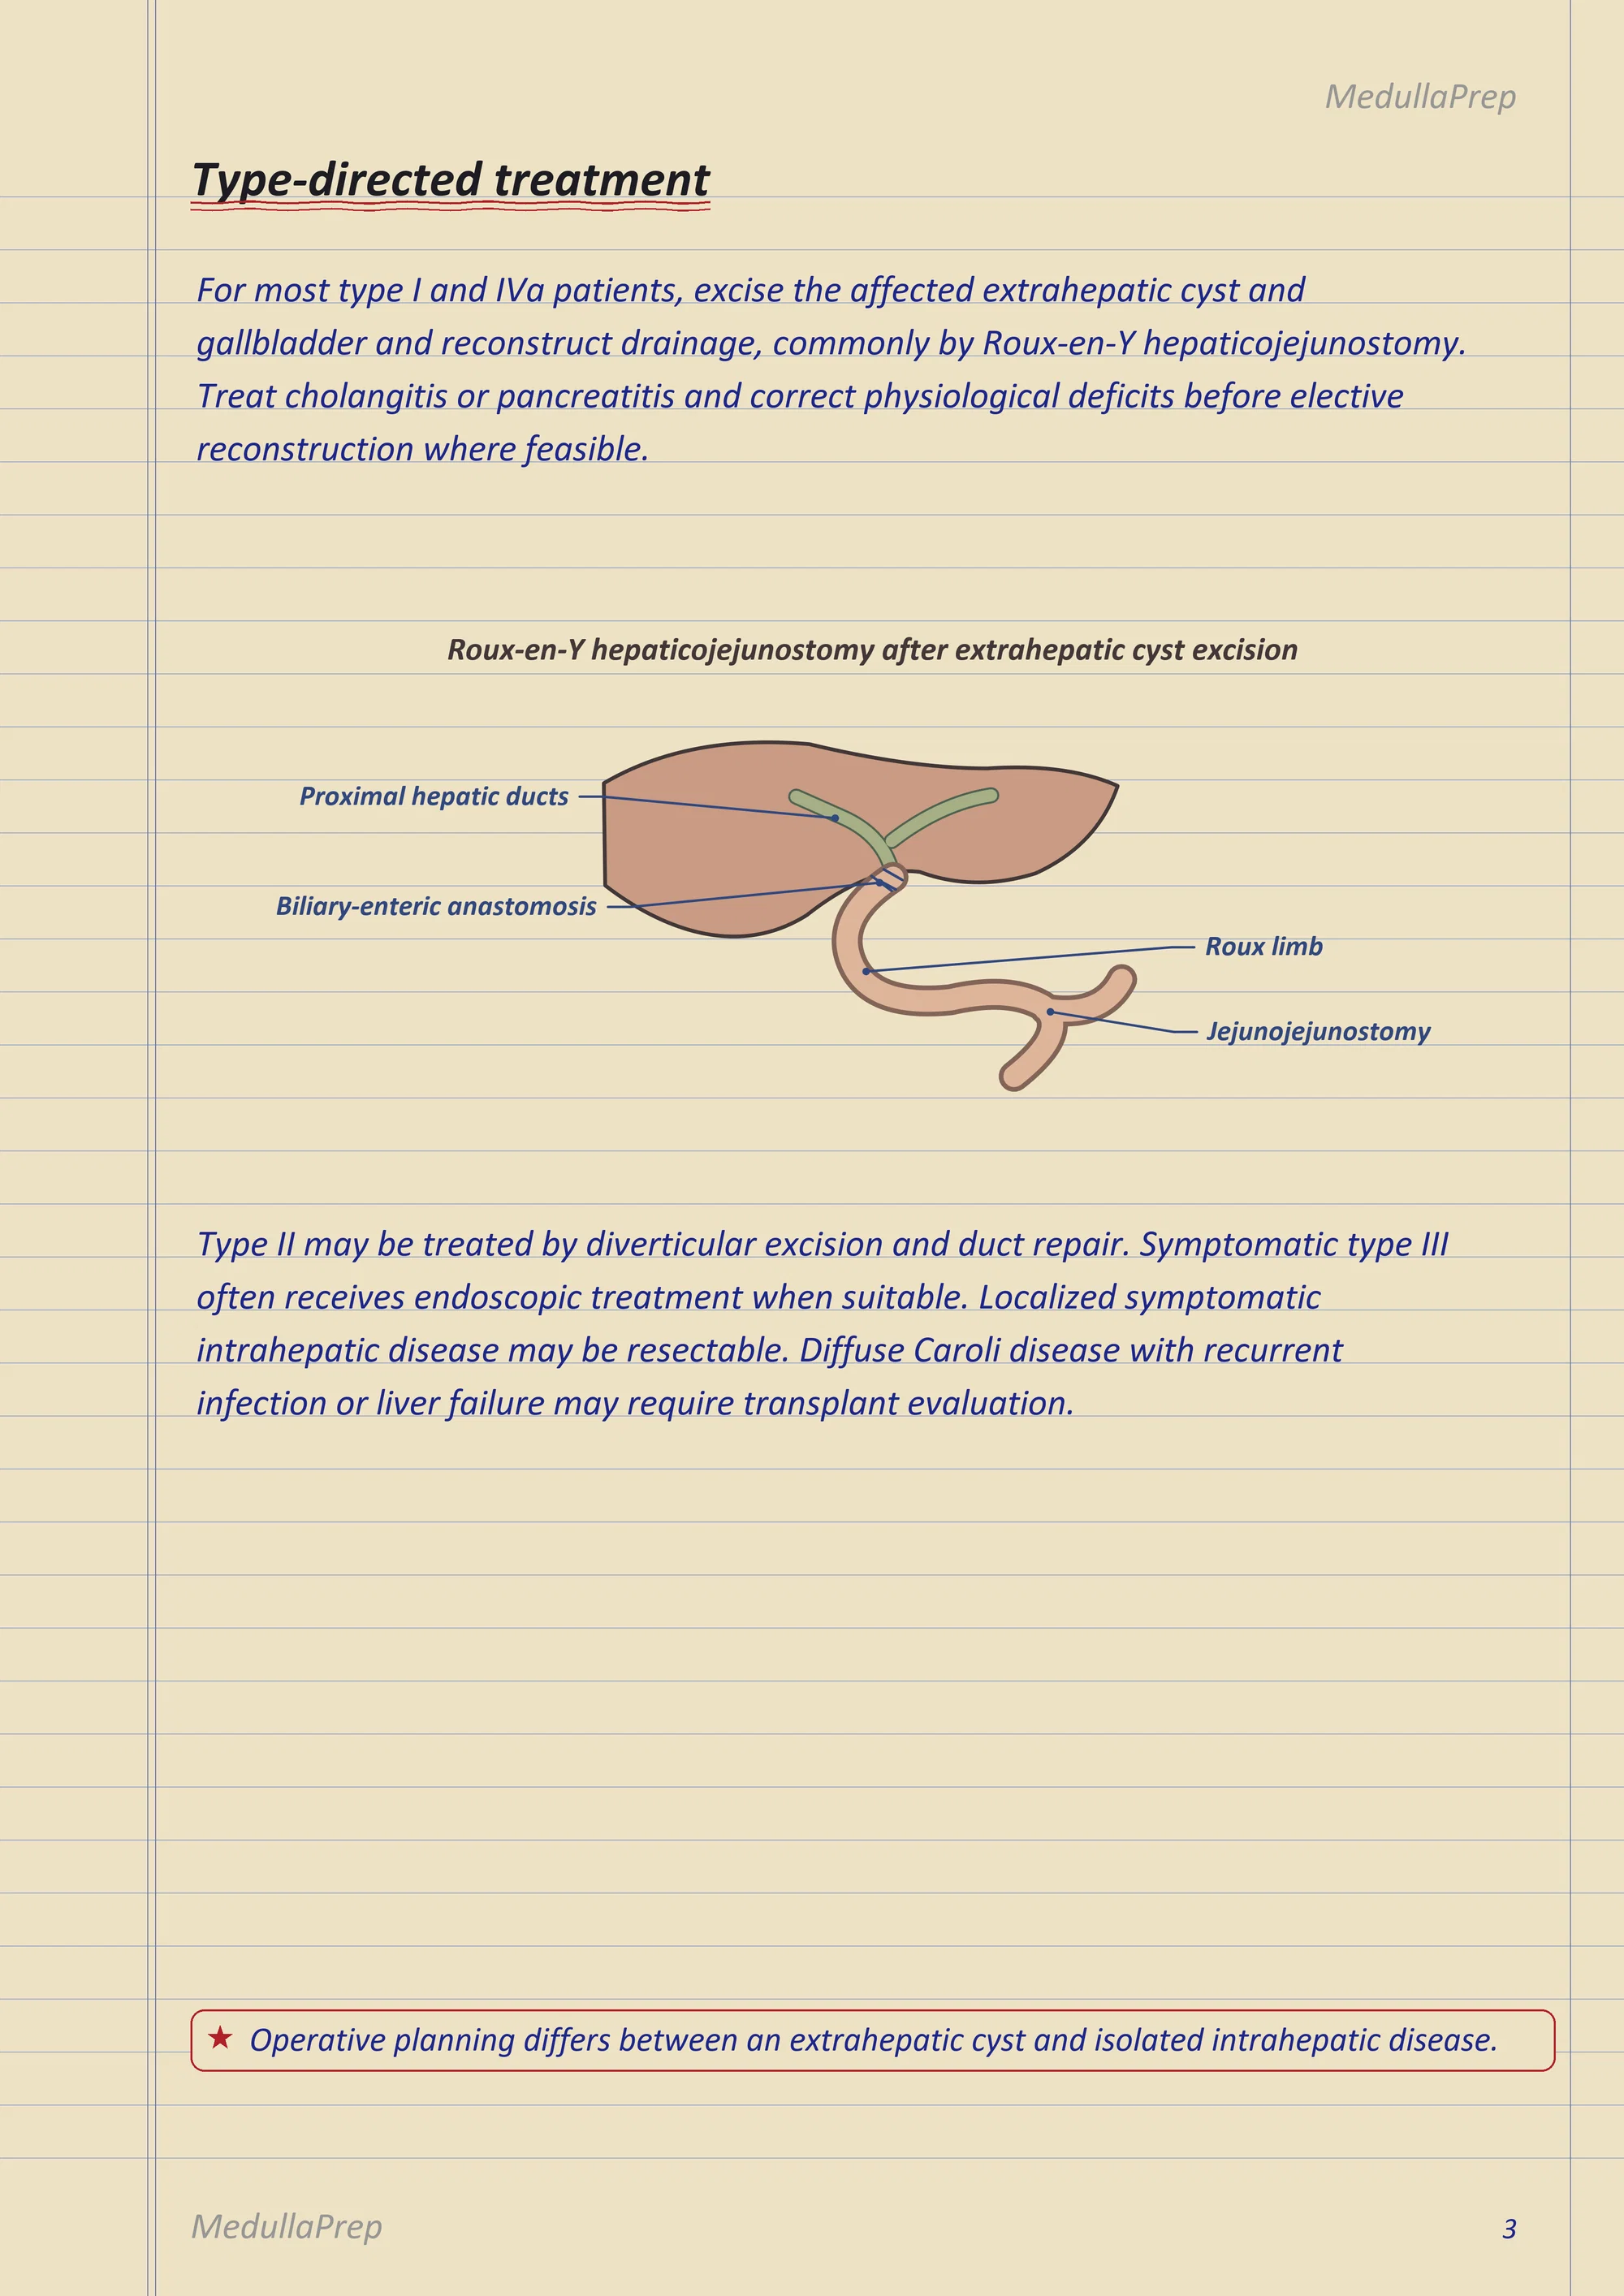 MedullaPrep
Type-directed treatment
For most type I and IVa patients, excise the affected extrahepatic cyst and
gallbladder and reconstruct drainage, commonly by Roux-en-Y hepaticojejunostomy.
Treat cholangitis or pancreatitis and correct physiological deficits before elective
reconstruction where feasible.
Roux-en-Y hepaticojejunostomy after extrahepatic cyst excision
Proximal hepatic ducts
Biliary-enteric anastomosis
Roux limb
Jejunojejunostomy
Type II may be treated by diverticular excision and duct repair. Symptomatic type III
often receives endoscopic treatment when suitable. Localized symptomatic
intrahepatic disease may be resectable. Diffuse Caroli disease with recurrent
infection or liver failure may require transplant evaluation.
★ Operative planning differs between an extrahepatic cyst and isolated intrahepatic disease.
MedullaPrep
3